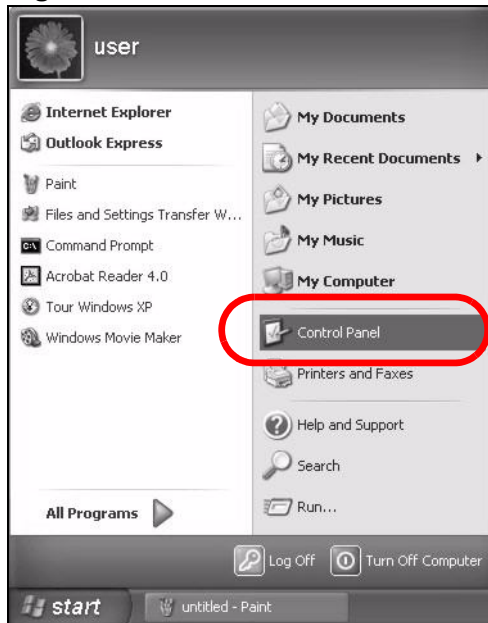 user
Internet Explorer
Outlook Express
Paint
Files and Settings Transfer W...
Command Prompt
Acrobat Reader 4.0
Tour Windows XP
Windows Movie Maker
All Programs
My Documents
My Recent Documents
My Pictures
My Music
My Computer
Control Panel
Printers and Faxes
Help and Support
Search
Run...
Log Off
Turn Off Computer
start
untitled - Paint